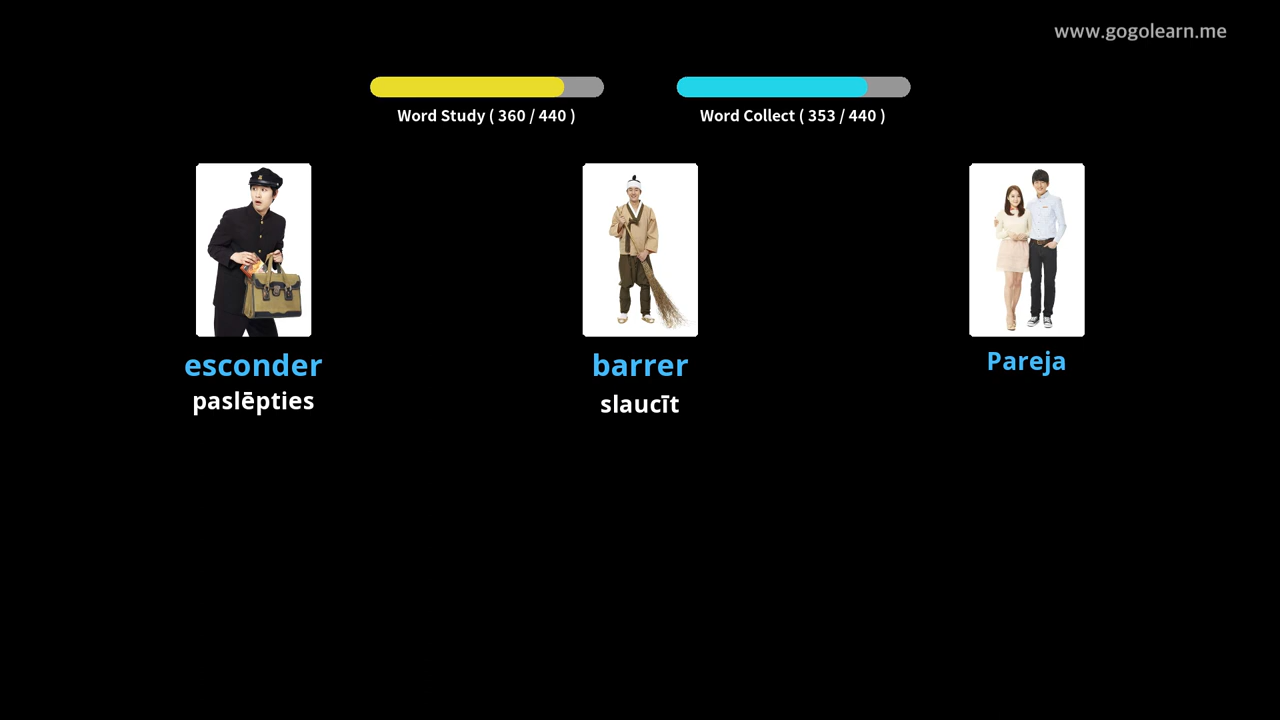 www.gogolearn.me
Word Study ( 360 / 440 )
Word Collect ( 353 / 440 )
esconder
paslēpties
barrer
slaucīt
Pareja